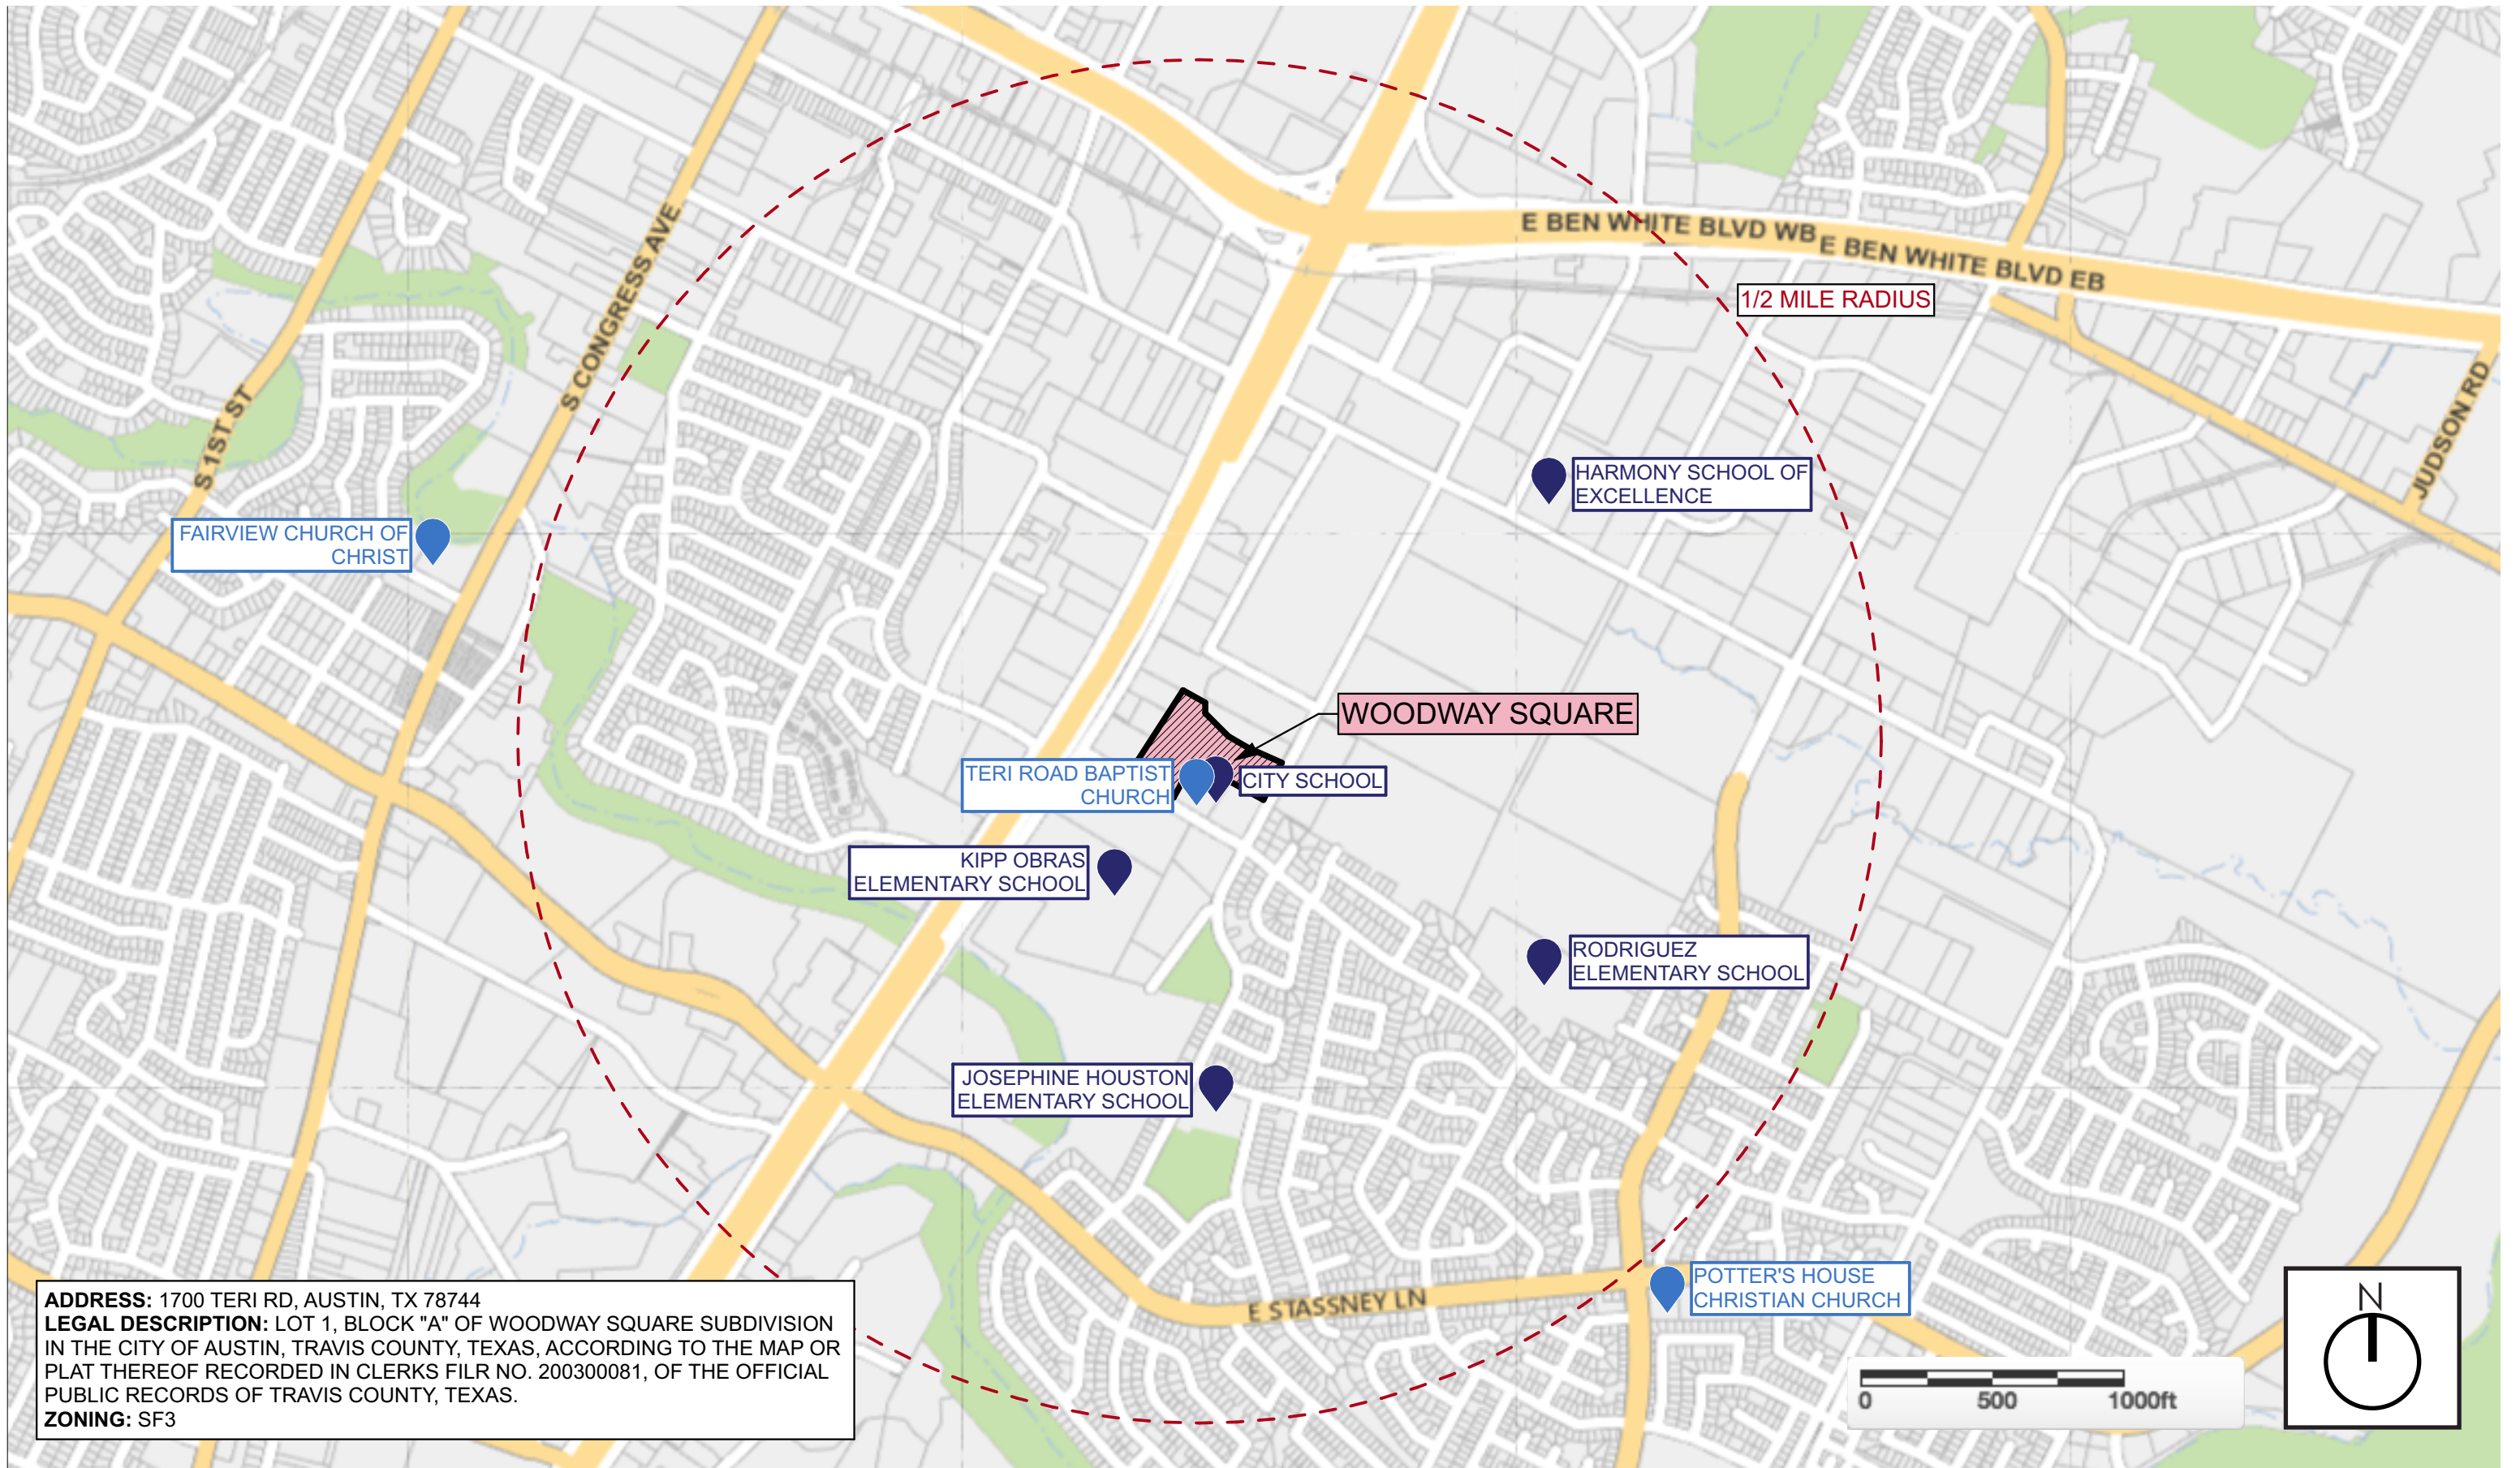 E BEN WHITE BLVD WB
E BEN WHITE BLVD EB
1/2 MILE RADIUS
S CONGRESS AVE
S 1ST ST
JUDSON RD
HARMONY SCHOOL OF
EXCELLENCE
FAIRVIEW CHURCH OF
CHRIST
WOODWAY SQUARE
TERI ROAD BAPTIST
CHURCH
CITY SCHOOL
KIPP OBRAS
ELEMENTARY SCHOOL
RODRIGUEZ
ELEMENTARY SCHOOL
JOSEPHINE HOUSTON
ELEMENTARY SCHOOL
POTTER'S HOUSE
CHRISTIAN CHURCH
E STASSNEY LN
ADDRESS: 1700 TERI RD, AUSTIN, TX 78744
LEGAL DESCRIPTION: LOT 1, BLOCK "A" OF WOODWAY SQUARE SUBDIVISION
IN THE CITY OF AUSTIN, TRAVIS COUNTY, TEXAS, ACCORDING TO THE MAP OR
PLAT THEREOF RECORDED IN CLERKS FILR NO. 200300081, OF THE OFFICIAL
PUBLIC RECORDS OF TRAVIS COUNTY, TEXAS.
ZONING: SF3
0 500 1000ft
N